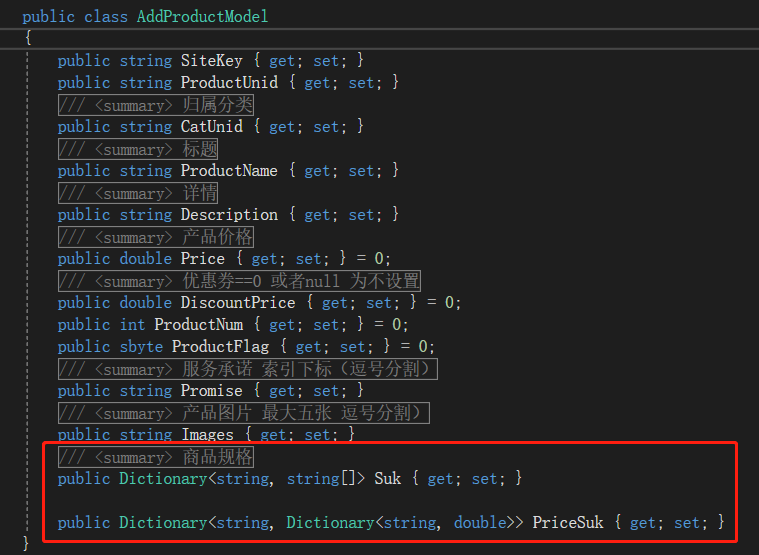 public class AddProductModel
{
public string SiteKey { get; set; }
public string ProductUnid { get; set; }
/// <summary> 归属分类
public string CatUnid { get; set; }
/// <summary> 标题
public string ProductName { get; set; }
/// <summary> 详情
public string Description { get; set; }
/// <summary> 产品价格
public double Price { get; set; } = 0;
/// <summary> 优惠券==0 或者null 为不设置
public double DiscountPrice { get; set; } = 0;
public int ProductNum { get; set; } = 0;
public sbyte ProductFlag { get; set; } = 0;
/// <summary> 服务承诺 索引下标（逗号分割）
public string Promise { get; set; }
/// <summary> 产品图片 最大五张 逗号分割）
public string Images { get; set; }
/// <summary> 商品规格
public Dictionary<string, string[]> Suk { get; set; }
public Dictionary<string, Dictionary<string, double>> PriceSuk { get; set; }
}